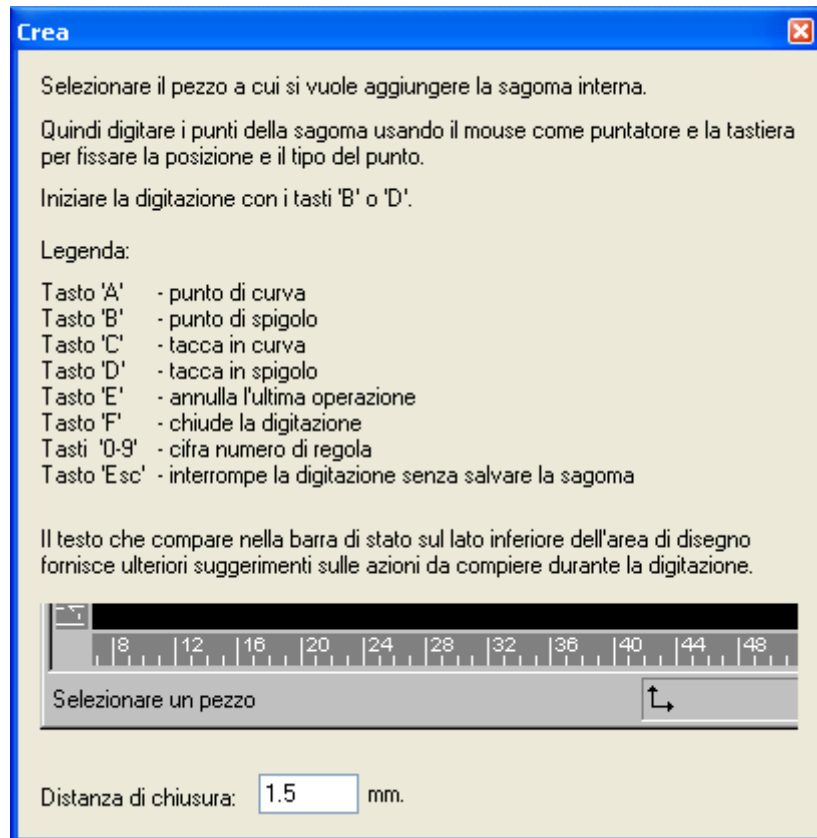 Crea
Selezionare il pezzo a cui si vuole aggiungere la sagoma interna.
Quindi digitare i punti della sagoma usando il mouse come puntatore e la tastiera
per fissare la posizione e il tipo del punto.
Iniziare la digitazione con i tasti 'B' o 'D'.
Legenda:
Tasto 'A' - punto di curva
Tasto 'B' - punto di spigolo
Tasto 'C' - tacca in curva
Tasto 'D' - tacca in spigolo
Tasto 'E' - annulla l'ultima operazione
Tasto 'F' - chiude la digitazione
Tasti '0-9' - cifra numero di regola
Tasto 'Esc' - interrompe la digitazione senza salvare la sagoma
Il testo che compare nella barra di stato sul lato inferiore dell'area di disegno
fornisce ulteriori suggerimenti sulle azioni da compiere durante la digitazione.
8 12 16 20 24 28 32 36 40 44 48
Selezionare un pezzo
Distanza di chiusura: 1.5 mm.